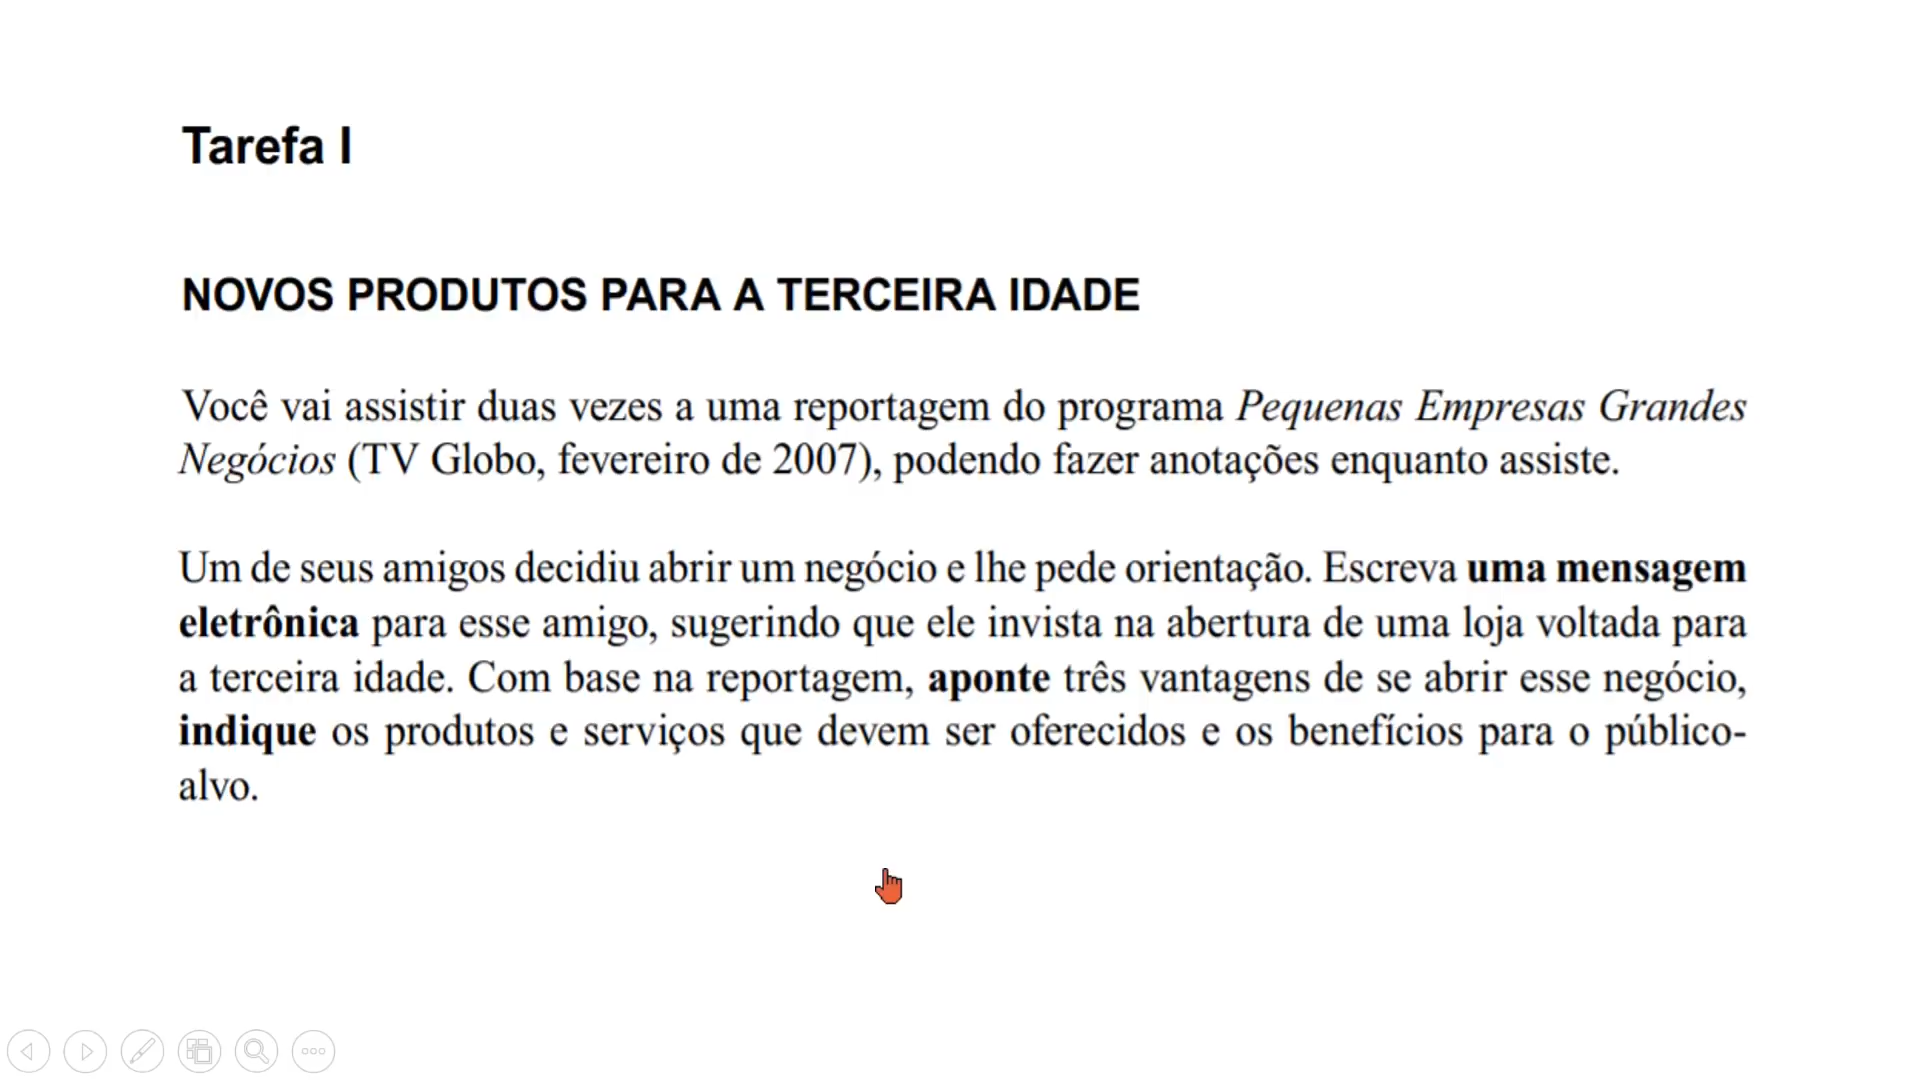 Tarefa I
NOVOS PRODUTOS PARA A TERCEIRA IDADE
Você vai assistir duas vezes a uma reportagem do programa Pequenas Empresas Grandes
Negócios (TV Globo, fevereiro de 2007), podendo fazer anotações enquanto assiste.
Um de seus amigos decidiu abrir um negócio e lhe pede orientação. Escreva uma mensagem
eletrônica para esse amigo, sugerindo que ele invista na abertura de uma loja voltada para
a terceira idade. Com base na reportagem, aponte três vantagens de se abrir esse negócio,
indique os produtos e serviços que devem ser oferecidos e os benefícios para o público-
alvo.